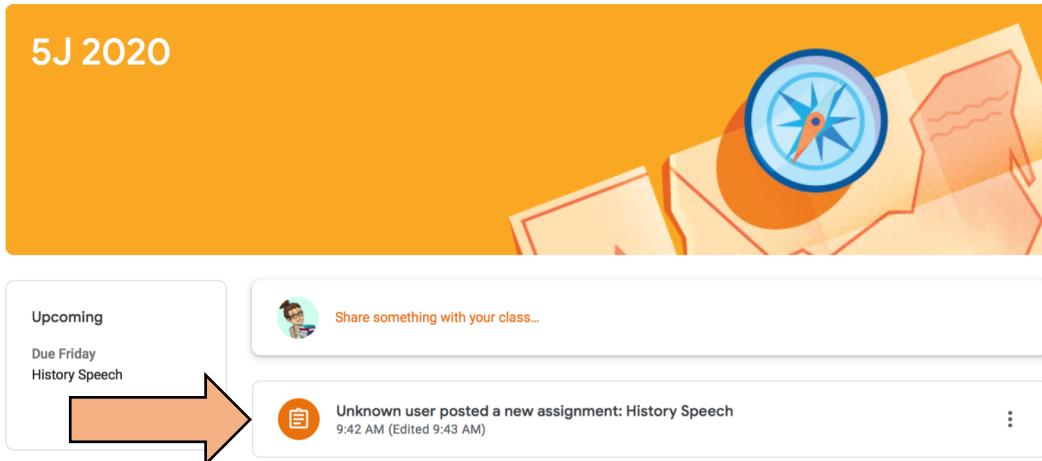 5J 2020
Upcoming
Due Friday
History Speech
Share something with your class...
Unknown user posted a new assignment: History Speech
9:42 AM (Edited 9:43 AM)